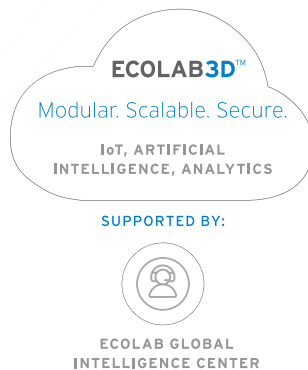 ECOLAB3D™
Modular. Scalable. Secure.
IoT, ARTIFICIAL
INTELLIGENCE, ANALYTICS
SUPPORTED BY:
ECOLAB GLOBAL
INTELLIGENCE CENTER